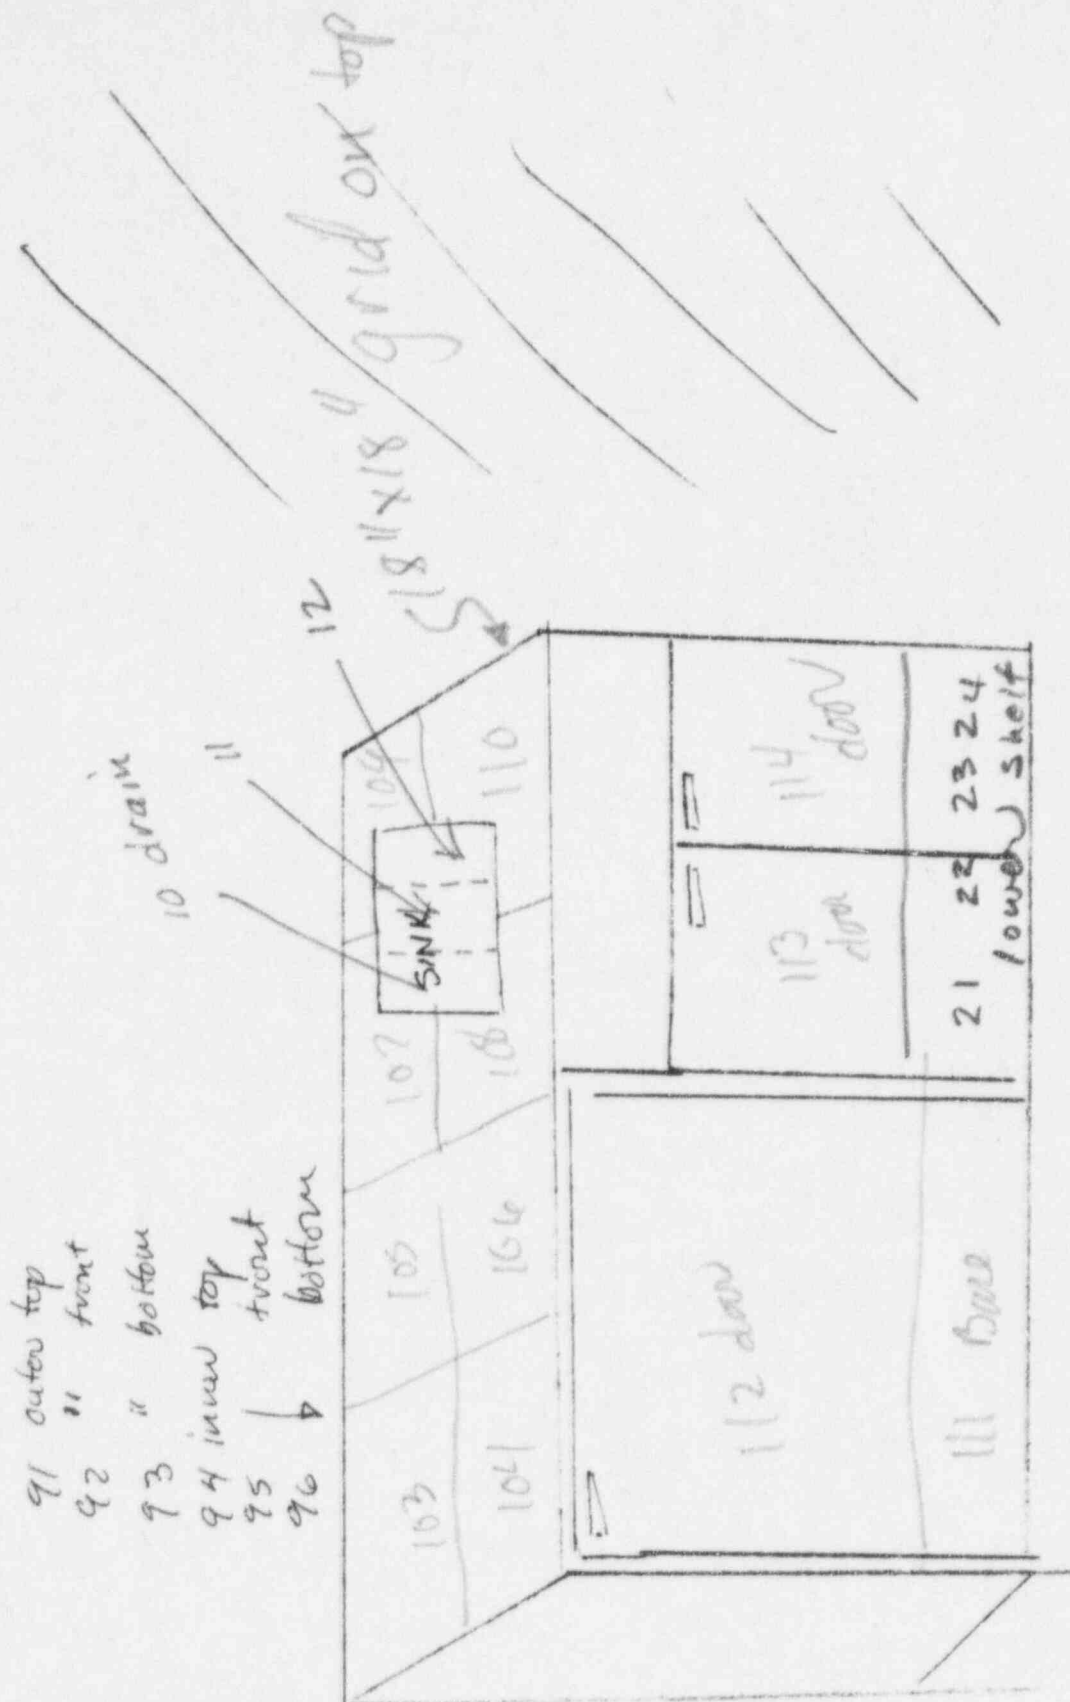 91 outer top
92 " front
93 " bottom
94 inner top
95 | front
96 ↓ bottom
10 drain
11
12
18"x18" grid on top
103
105
107
109
104
106
108
110
SINK
112 door
111 Base
113
door
114
door
21 22 23 24
lower shelf